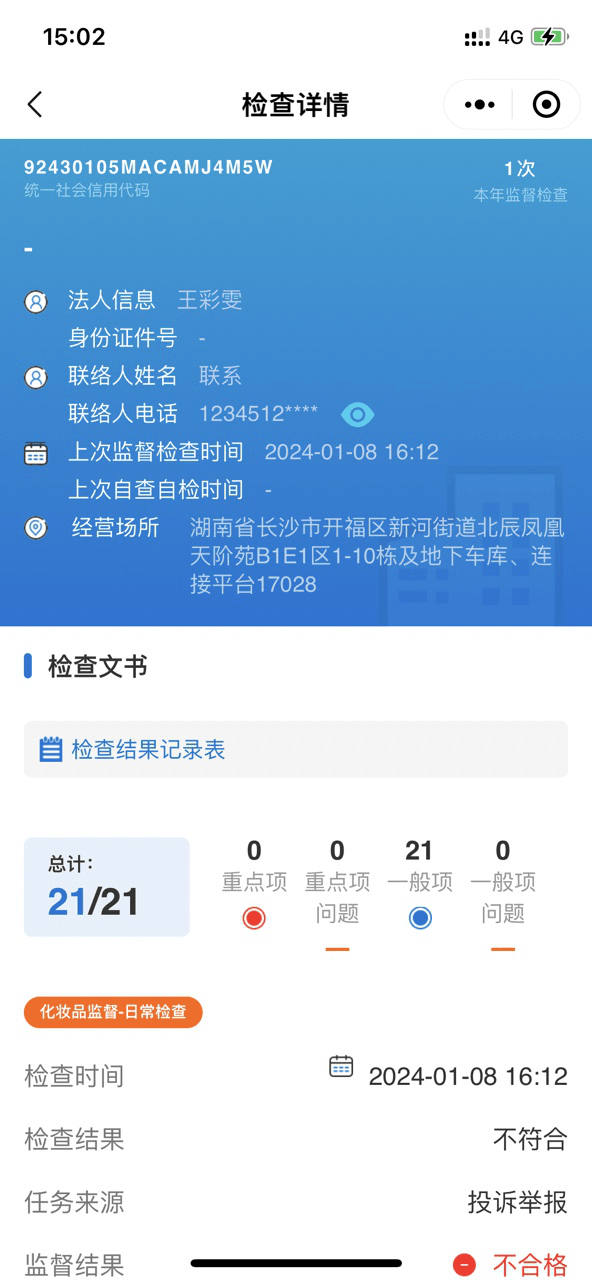 15:02
4G
检查详情
92430105MACAMJ4M5W
1次
统一社会信用代码
本年监督检查
-
法人信息 王彩雯
身份证件号 -
联络人姓名 联系
联络人电话 1234512****
上次监督检查时间 2024-01-08 16:12
上次自查自检时间 -
经营场所 湖南省长沙市开福区新河街道北辰凤凰
天阶苑B1E1区1-10栋及地下车库、连
接平台17028
检查文书
检查结果记录表
总计:
21/21
0 0 21 0
重点项 重点项 一般项 一般项
问题 问题
化妆品监督-日常检查
检查时间 2024-01-08 16:12
检查结果 不符合
任务来源 投诉举报
监督结果 不合格